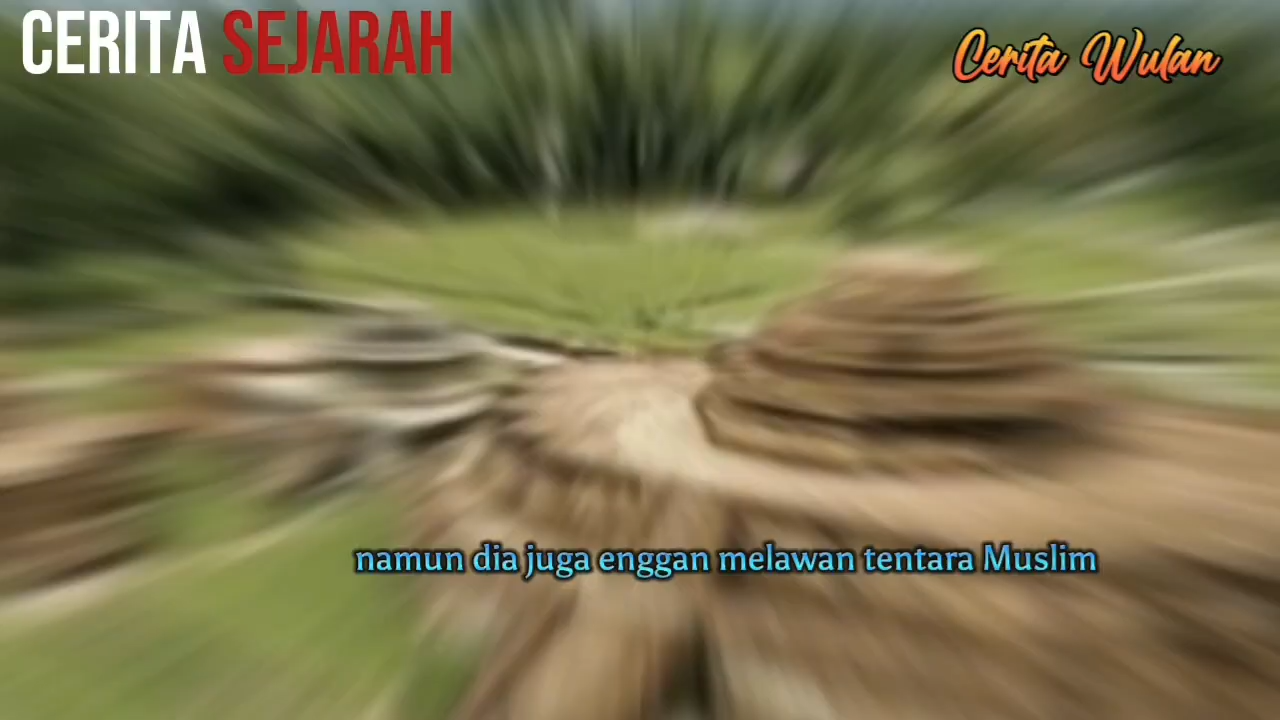 CERITA SEJARAH
Cerita Wulan
namun dia juga enggan melawan tentara Muslim